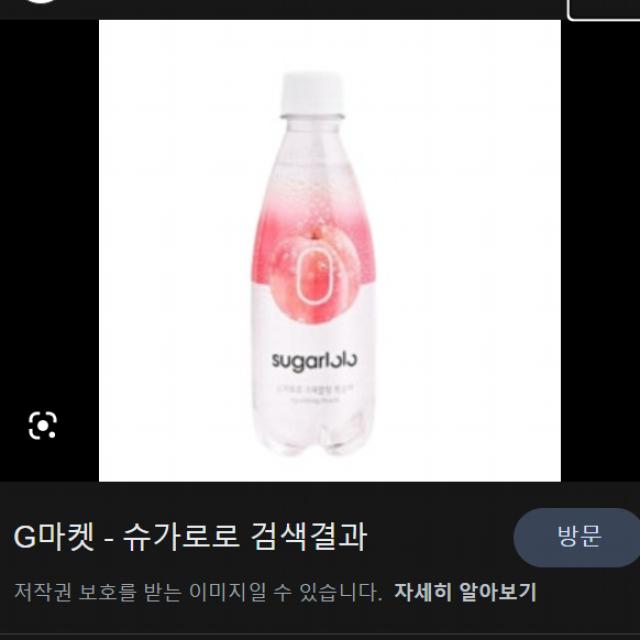 0
sugarlolo
G마켓 - 슈가로로 검색결과
방문
저작권 보호를 받는 이미지일 수 있습니다. 자세히 알아보기